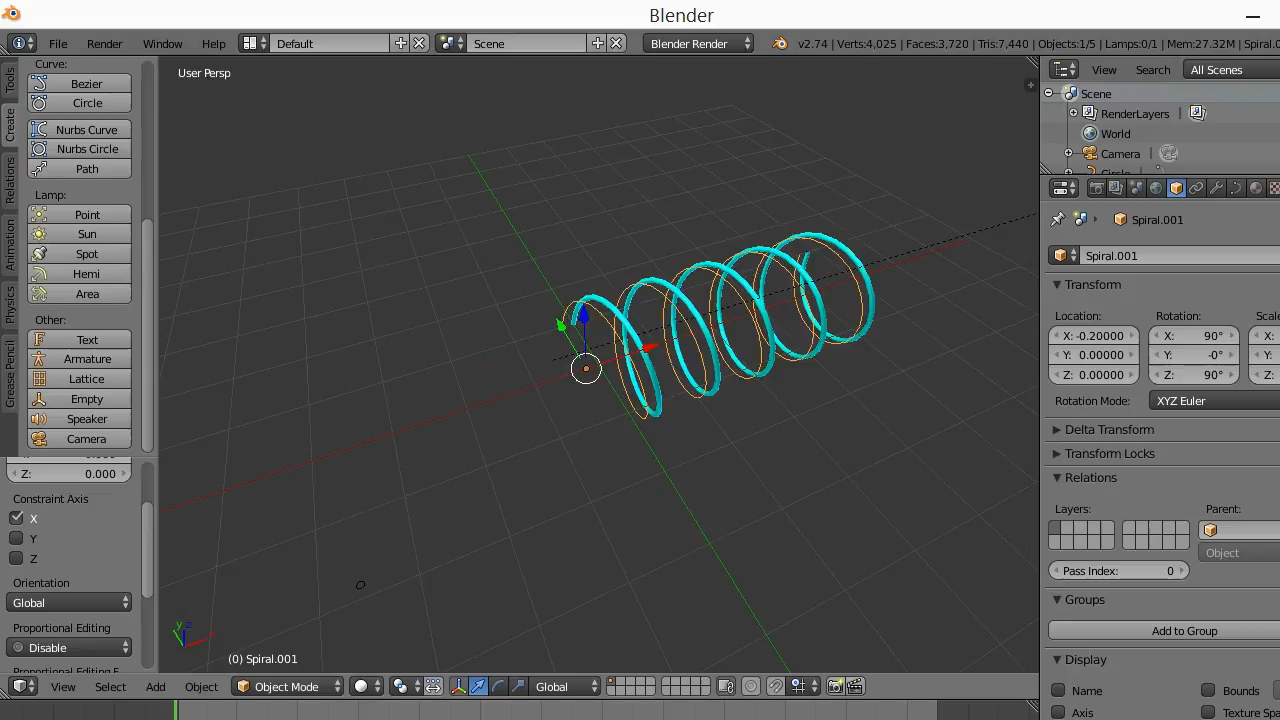 Blender
File Render Window Help Default Scene Blender Render v2.74 | Verts:4,025 | Faces:3,720 | Tris:7,440 | Objects:1/5 | Lamps:0/1 | Mem:27.32M | Spiral.0
Tools
Create
Relations
Animation
Physics
Grease Pencil
Curve:
Bezier
Circle
Nurbs Curve
Nurbs Circle
Path
Lamp:
Point
Sun
Spot
Hemi
Area
Other:
Text
Armature
Lattice
Empty
Speaker
Camera
Z: 0.000
Constraint Axis
X
Y
Z
Orientation
Global
Proportional Editing
Disable
User Persp
y z x
(0) Spiral.001
View Select Add Object Object Mode Global
View Search All Scenes
Scene
RenderLayers |
World
Camera |
Circle
Spiral.001
Spiral.001
Transform
Location: Rotation: Scale
X: -0.20000 X: 90° X:
Y: 0.00000 Y: -0° Y:
Z: 0.00000 Z: 90° Z:
Rotation Mode: XYZ Euler
Delta Transform
Transform Locks
Relations
Layers: Parent:
Object
Pass Index: 0
Groups
Add to Group
Display
Name Bounds
Axis Texture Spa